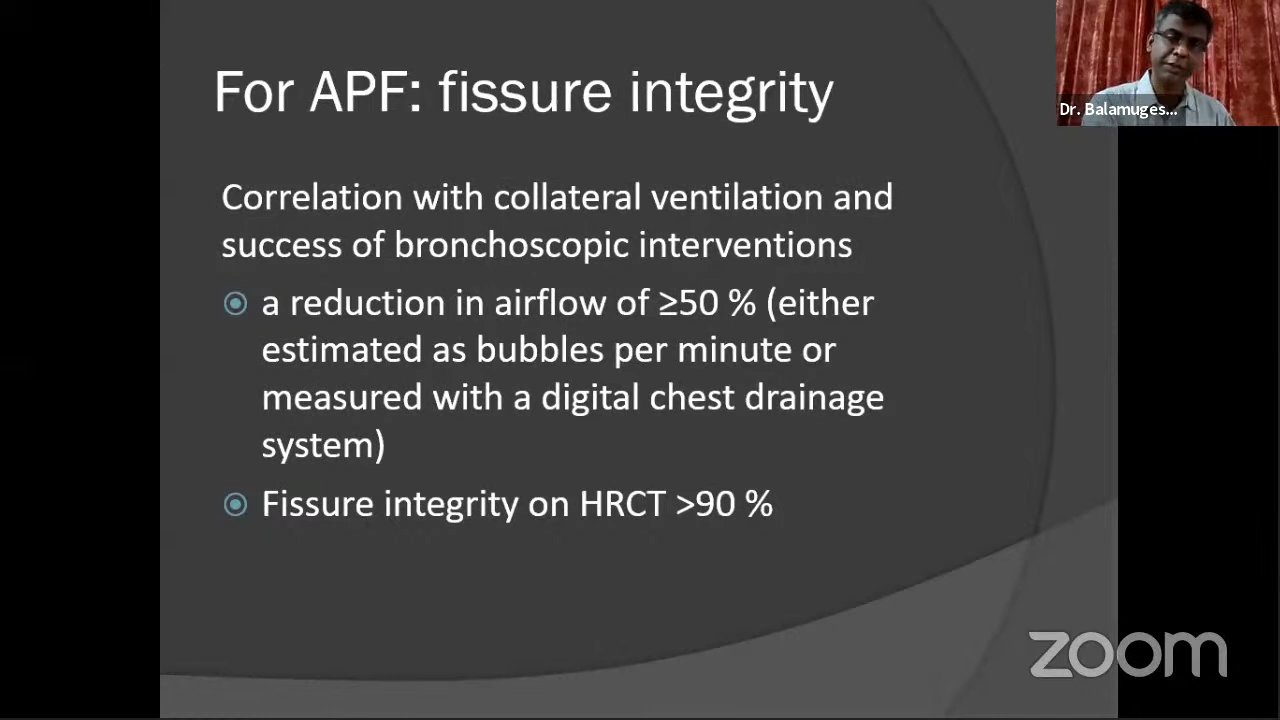 For APF: fissure integrity
Dr. Balamuges...
Correlation with collateral ventilation and
success of bronchoscopic interventions
a reduction in airflow of ≥50 % (either
estimated as bubbles per minute or
measured with a digital chest drainage
system)
Fissure integrity on HRCT >90 %
zoom